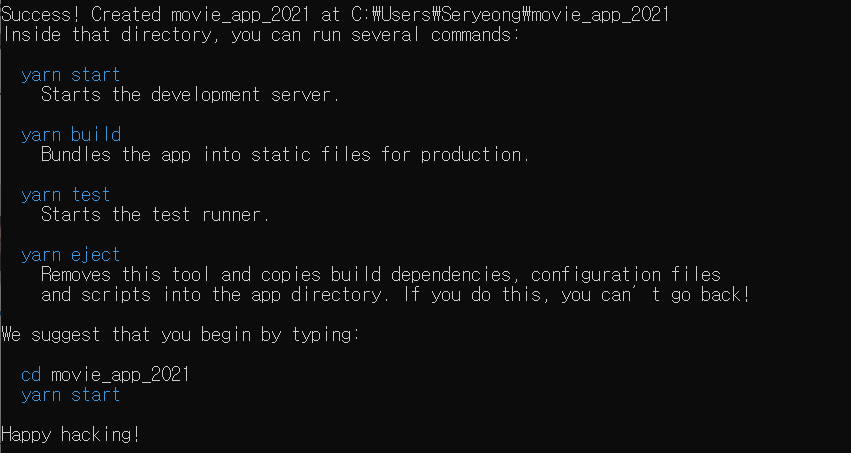 Success! Created movie_app_2021 at C:₩Users₩Seryeong₩movie_app_2021
Inside that directory, you can run several commands:
yarn start
Starts the development server.
yarn build
Bundles the app into static files for production.
yarn test
Starts the test runner.
yarn eject
Removes this tool and copies build dependencies, configuration files
and scripts into the app directory. If you do this, you can’t go back!
We suggest that you begin by typing:
cd movie_app_2021
yarn start
Happy hacking!